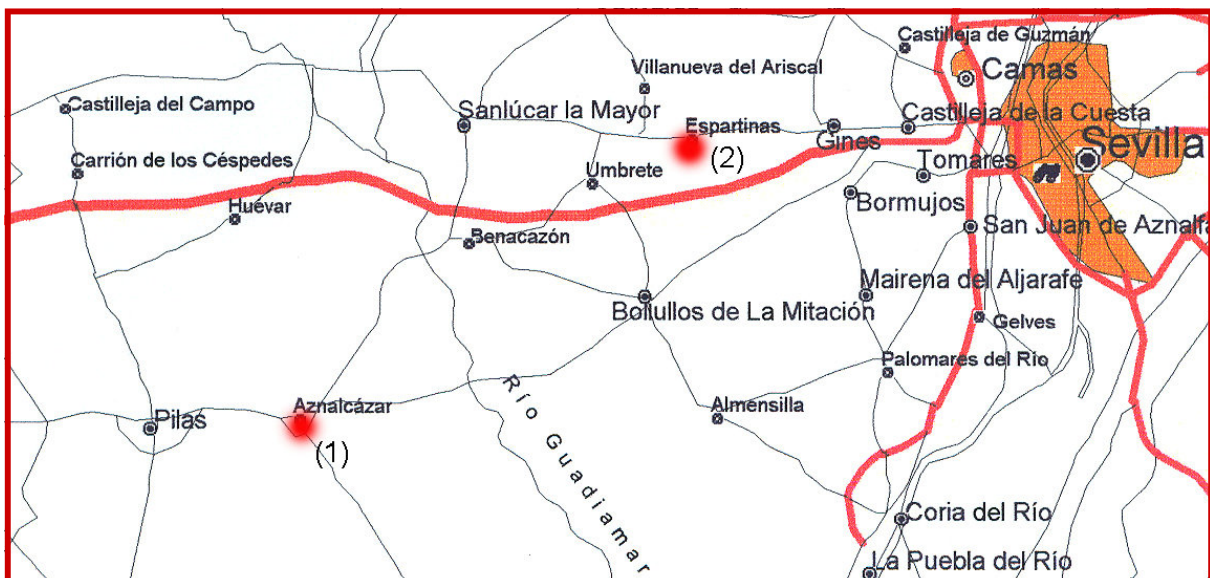 Castilleja de Guzmán
Villanueva del Ariscal
Camas
Castilleja del Campo
Sanlúcar la Mayor
Castilleja de la Cuesta
Espartinas
Gines
Sevilla
(2)
Carrión de los Céspedes
Umbrete
Tomares
Huevar
Bormujos
San Juan de Aznalfa
Benacazón
Mairena del Aljarafe
Bollullos de La Mitación
Gelves
Palomares del Río
Río Guadiamar
Aznalcázar
Almensilla
Pilas
(1)
Coria del Río
La Puebla del Río